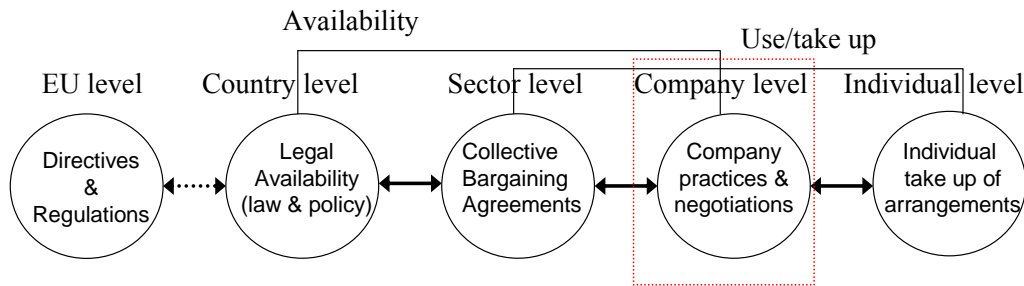 Availability
Use/take up
EU level
Country level
Sector level
Company level
Individual level
Directives
&
Regulations
Legal
Availability
(law & policy)
Collective
Bargaining
Agreements
Company
practices &
negotiations
Individual
take up of
arrangements